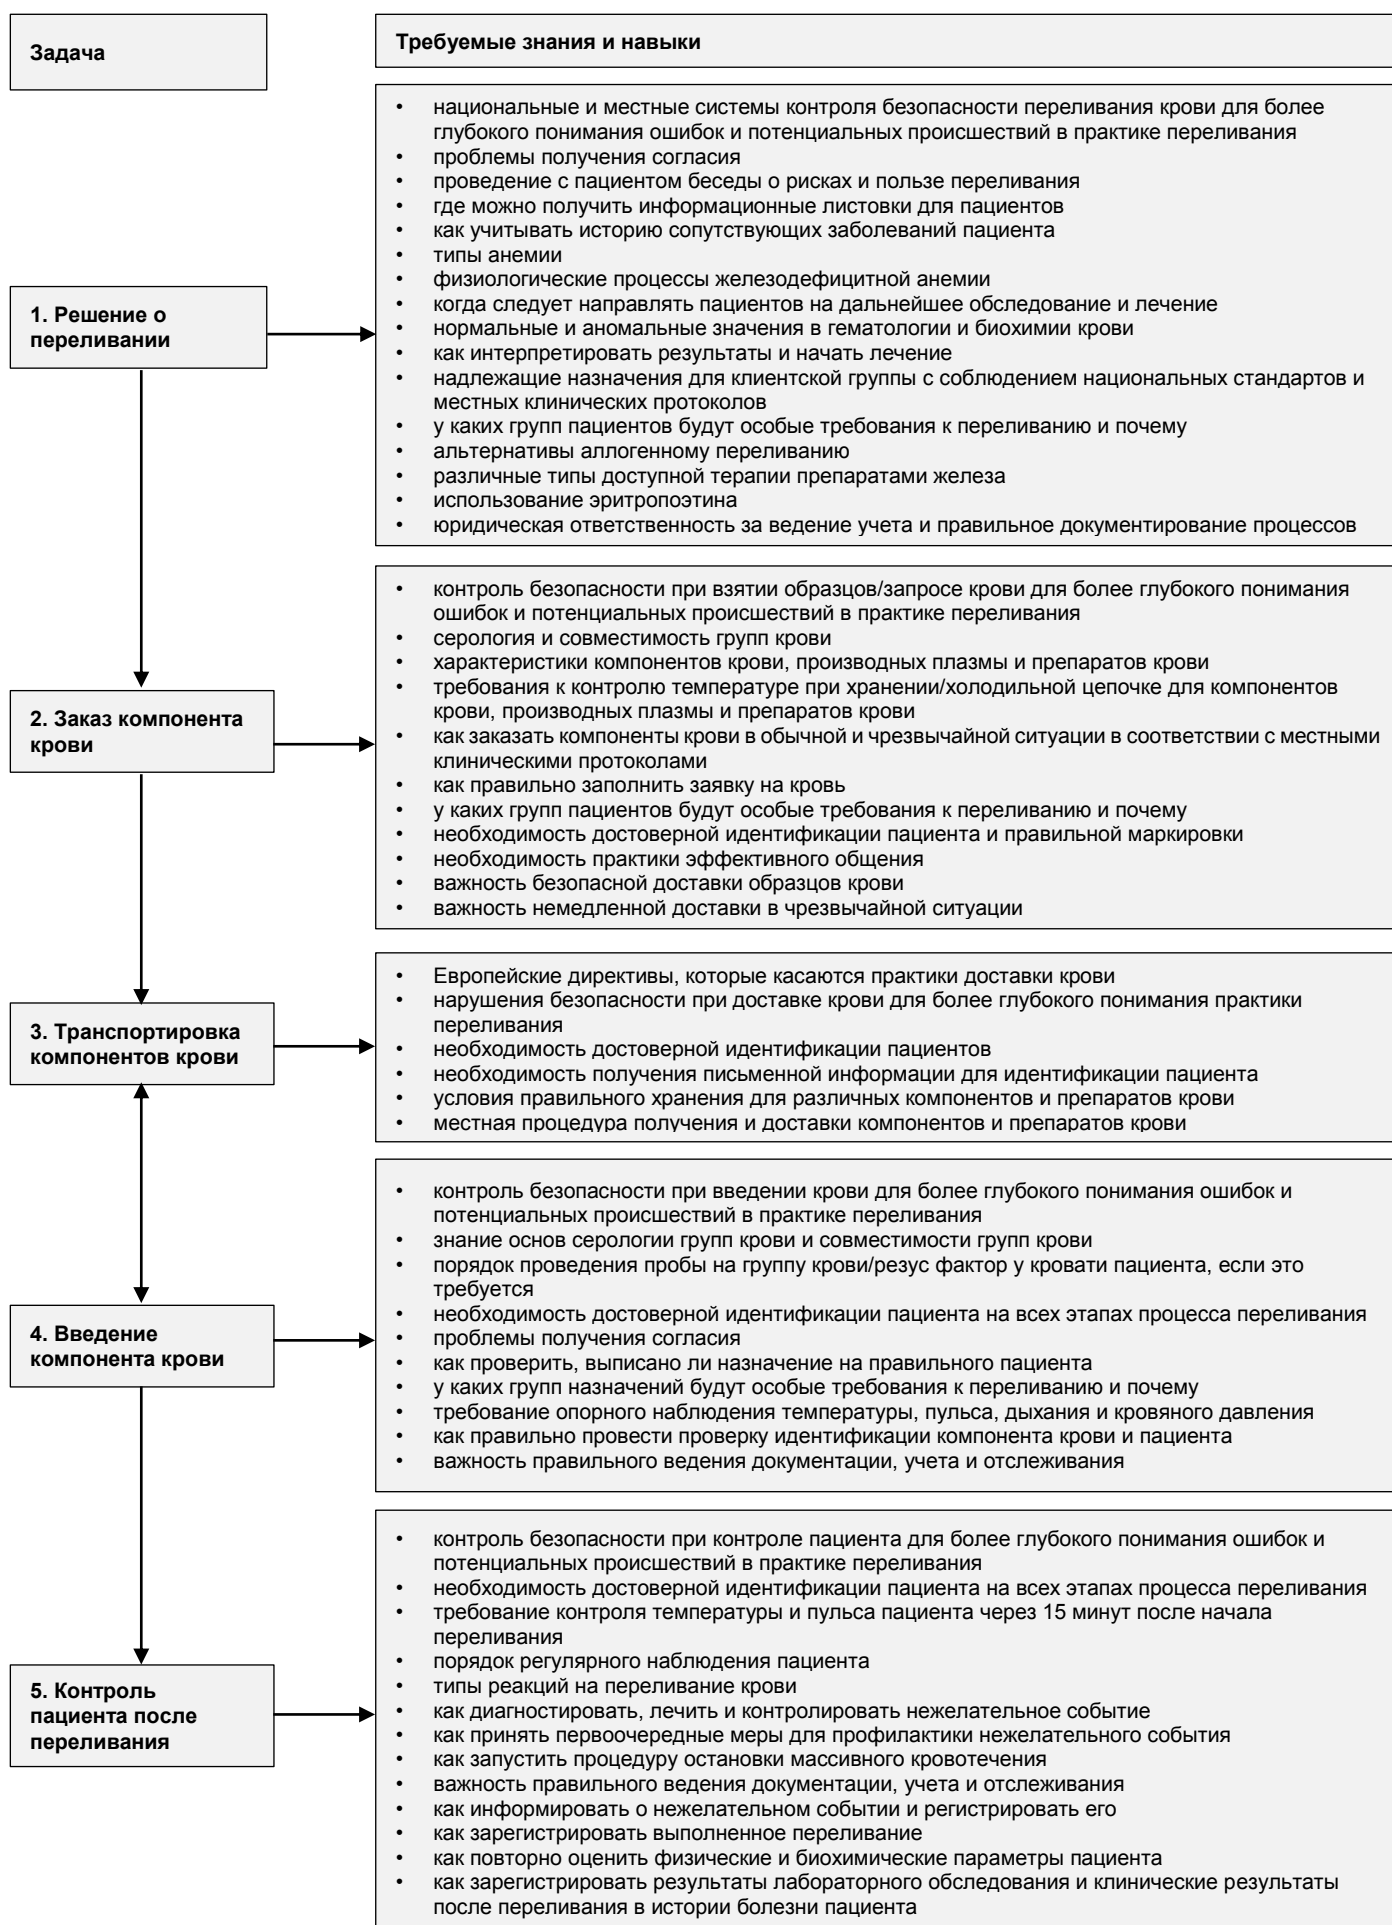 Задача
Требуемые знания и навыки
1. Решение о
переливании
• национальные и местные системы контроля безопасности переливания крови для более
глубокого понимания ошибок и потенциальных происшествий в практике переливания
• проблемы получения согласия
• проведение с пациентом беседы о рисках и пользе переливания
• где можно получить информационные листовки для пациентов
• как учитывать историю сопутствующих заболеваний пациента
• типы анемии
• физиологические процессы железодефицитной анемии
• когда следует направлять пациентов на дальнейшее обследование и лечение
• нормальные и аномальные значения в гематологии и биохимии крови
• как интерпретировать результаты и начать лечение
• надлежащие назначения для клиентской группы с соблюдением национальных стандартов и
местных клинических протоколов
• у каких групп пациентов будут особые требования к переливанию и почему
• альтернативы аллогенному переливанию
• различные типы доступной терапии препаратами железа
• использование эритропоэтина
• юридическая ответственность за ведение учета и правильное документирование процессов
2. Заказ компонента
крови
• контроль безопасности при взятии образцов/запросе крови для более глубокого понимания
ошибок и потенциальных происшествий в практике переливания
• серология и совместимость групп крови
• характеристики компонентов крови, производных плазмы и препаратов крови
• требования к контролю температуре при хранении/холодильной цепочке для компонентов
крови, производных плазмы и препаратов крови
• как заказать компоненты крови в обычной и чрезвычайной ситуации в соответствии с местными
клиническими протоколами
• как правильно заполнить заявку на кровь
• у каких групп пациентов будут особые требования к переливанию и почему
• необходимость достоверной идентификации пациента и правильной маркировки
• необходимость практики эффективного общения
• важность безопасной доставки образцов крови
• важность немедленной доставки в чрезвычайной ситуации
3. Транспортировка
компонентов крови
• Европейские директивы, которые касаются практики доставки крови
• нарушения безопасности при доставке крови для более глубокого понимания практики
переливания
• необходимость достоверной идентификации пациентов
• необходимость получения письменной информации для идентификации пациента
• условия правильного хранения для различных компонентов и препаратов крови
• местная процедура получения и доставки компонентов и препаратов крови
4. Введение
компонента крови
• контроль безопасности при введении крови для более глубокого понимания ошибок и
потенциальных происшествий в практике переливания
• знание основ серологии групп крови и совместимости групп крови
• порядок проведения пробы на группу крови/резус фактор у кровати пациента, если это
требуется
• необходимость достоверной идентификации пациента на всех этапах процесса переливания
• проблемы получения согласия
• как проверить, выписано ли назначение на правильного пациента
• у каких групп назначений будут особые требования к переливанию и почему
• требование опорного наблюдения температуры, пульса, дыхания и кровяного давления
• как правильно провести проверку идентификации компонента крови и пациента
• важность правильного ведения документации, учета и отслеживания
5. Контроль
пациента после
переливания
• контроль безопасности при контроле пациента для более глубокого понимания ошибок и
потенциальных происшествий в практике переливания
• необходимость достоверной идентификации пациента на всех этапах процесса переливания
• требование контроля температуры и пульса пациента через 15 минут после начала
переливания
• порядок регулярного наблюдения пациента
• типы реакций на переливание крови
• как диагностировать, лечить и контролировать нежелательное событие
• как принять первоочередные меры для профилактики нежелательного события
• как запустить процедуру остановки массивного кровотечения
• важность правильного ведения документации, учета и отслеживания
• как информировать о нежелательном событии и регистрировать его
• как зарегистрировать выполненное переливание
• как повторно оценить физические и биохимические параметры пациента
• как зарегистрировать результаты лабораторного обследования и клинические результаты
после переливания в истории болезни пациента